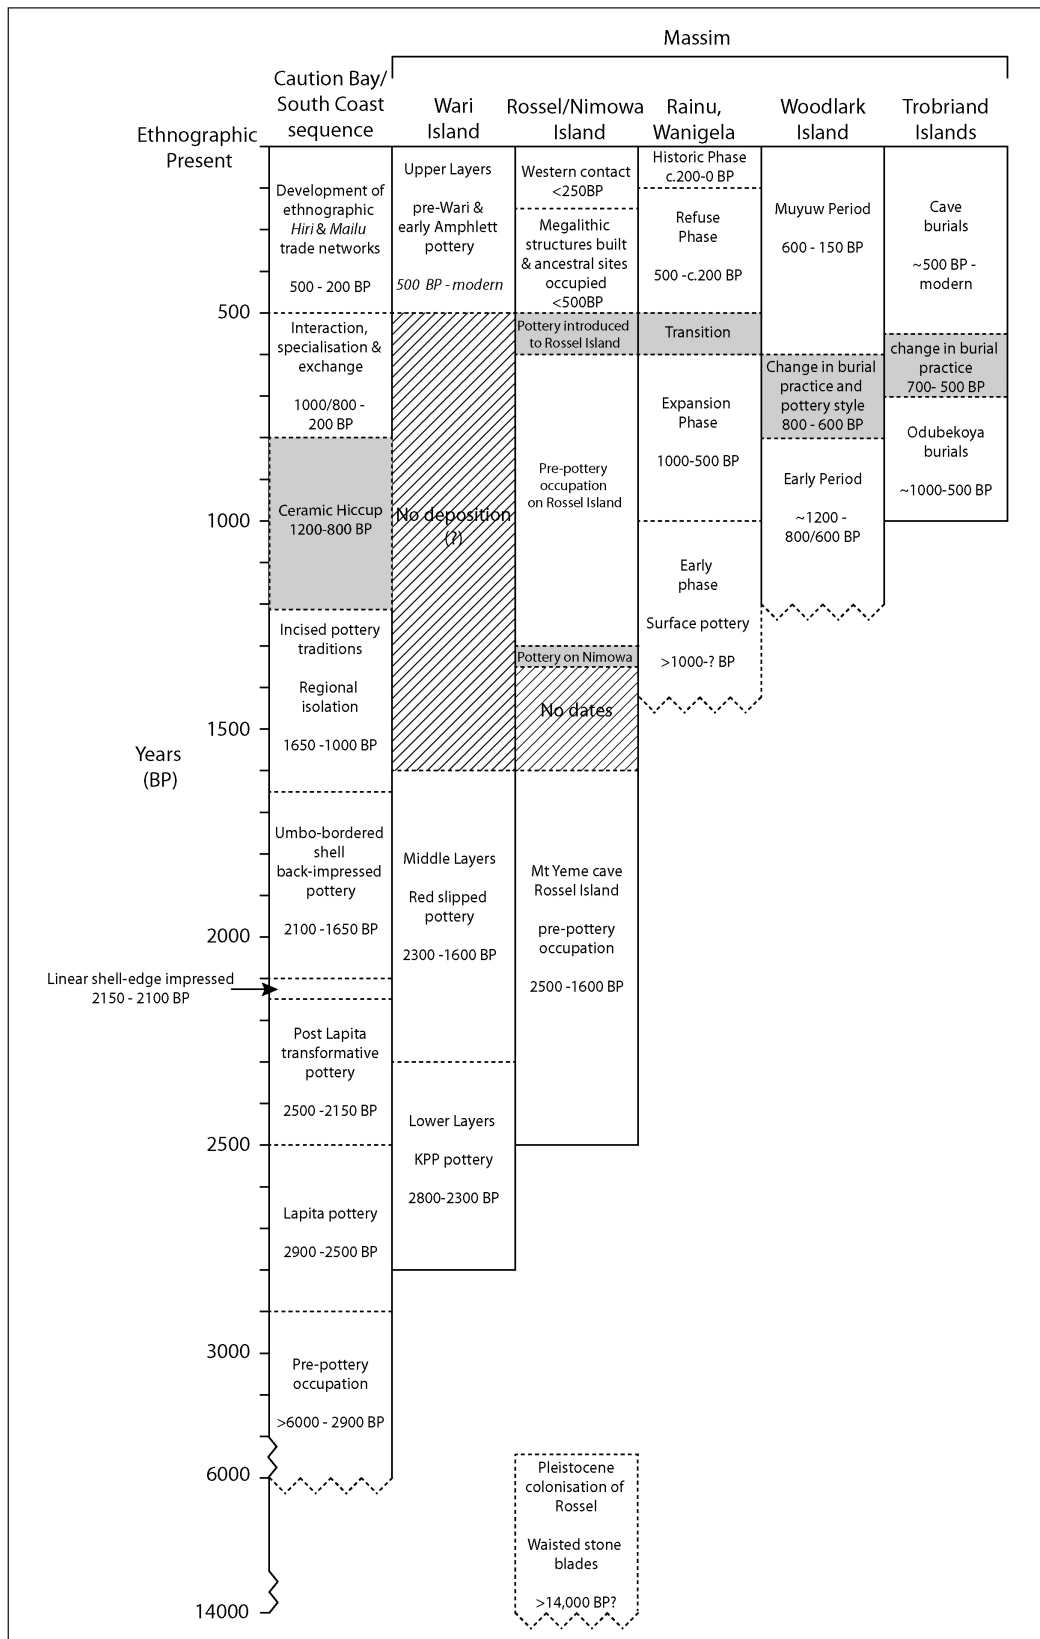 Massim
Caution Bay/
South Coast
sequence
Wari
Island
Rossel/Nimowa
Island
Rainu,
Wanigela
Woodlark
Island
Trobriand
Islands
Ethnographic
Present
500
1000
1500
Years
(BP)
2000
Linear shell-edge impressed
2150 - 2100 BP
2500
3000
6000
14000
Development of
ethnographic
Hiri & Mailu
trade networks
500 - 200 BP
Interaction,
specialisation &
exchange
1000/800 -
200 BP
Ceramic Hiccup
1200-800 BP
Incised pottery
traditions
Regional
isolation
1650 -1000 BP
Umbo-bordered
shell
back-impressed
pottery
2100 -1650 BP
Post Lapita
transformative
pottery
2500 -2150 BP
Lapita pottery
2900 -2500 BP
Pre-pottery
occupation
>6000 - 2900 BP
Upper Layers
pre-Wari &
early Amphlett
pottery
500 BP - modern
No deposition
(?)
Middle Layers
Red slipped
pottery
2300 -1600 BP
Lower Layers
KPP pottery
2800-2300 BP
Western contact
<250BP
Megalithic
structures built
& ancestral sites
occupied
<500BP
Pottery introduced
to Rossel Island
Pre-pottery
occupation
on Rossel Island
Pottery on Nimowa
No dates
Mt Yeme cave
Rossel Island
pre-pottery
occupation
2500 -1600 BP
Pleistocene
colonisation of
Rossel
Waisted stone
blades
>14,000 BP?
Historic Phase
c.200-0 BP
Refuse
Phase
500 -c.200 BP
Transition
Expansion
Phase
1000-500 BP
Early
phase
Surface pottery
>1000-? BP
Muyuw Period
600 - 150 BP
Change in burial
practice and
pottery style
800 - 600 BP
Early Period
~1200 -
800/600 BP
Cave
burials
~500 BP -
modern
change in burial
practice
700- 500 BP
Odubekoya
burials
~1000-500 BP